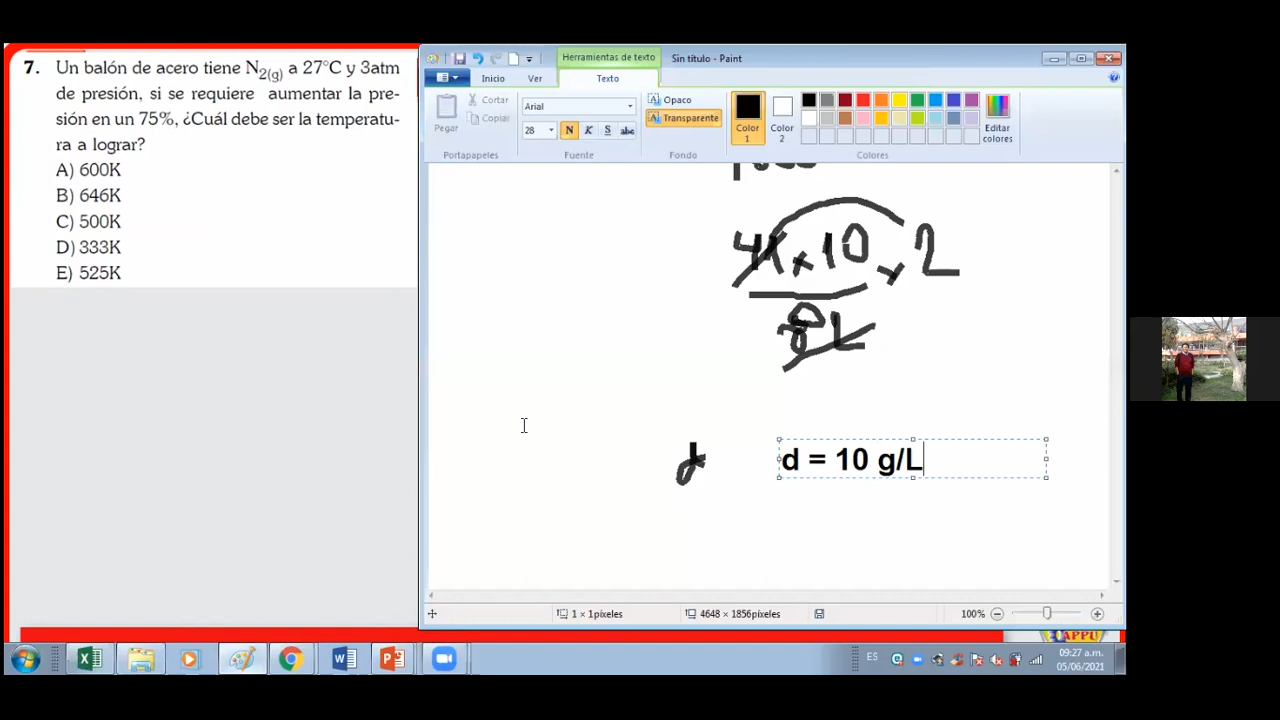 7. Un balón de acero tiene N2(g) a 27°C y 3atm
de presión, si se requiere aumentar la pre-
sión en un 75%, ¿Cuál debe ser la temperatu-
ra a lograr?
A) 600K
B) 646K
C) 500K
D) 333K
E) 525K
Herramientas de texto
Sin título - Paint
Inicio
Ver
Texto
Pegar
Cortar
Copiar
Portapapeles
Arial
28
N K S abc
Fuente
Opaco
Transparente
Fondo
Color
1
Color
2
Editar
colores
Colores
10
2
8 L
d
d = 10 g/L
1 × 1píxeles
4648 × 1856píxeles
100%
APPU
ES
09:27 a.m.
05/06/2021